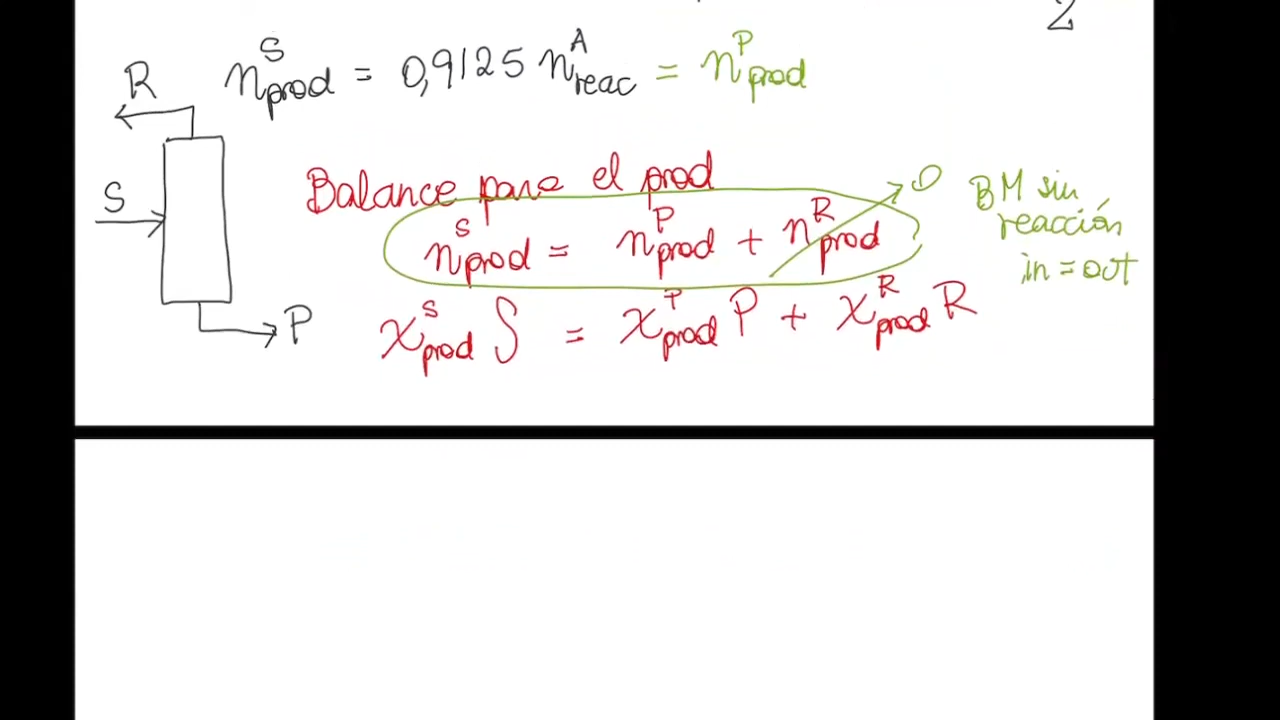 2
n^S_prod = 0,9125 n^A_reac = n^P_prod
R
S
P
Balance para el prod
n^S_prod = n^P_prod + n^R_prod 0
x^S_prod S = x^P_prod P + x^R_prod R
BM sin
reacción
in = out